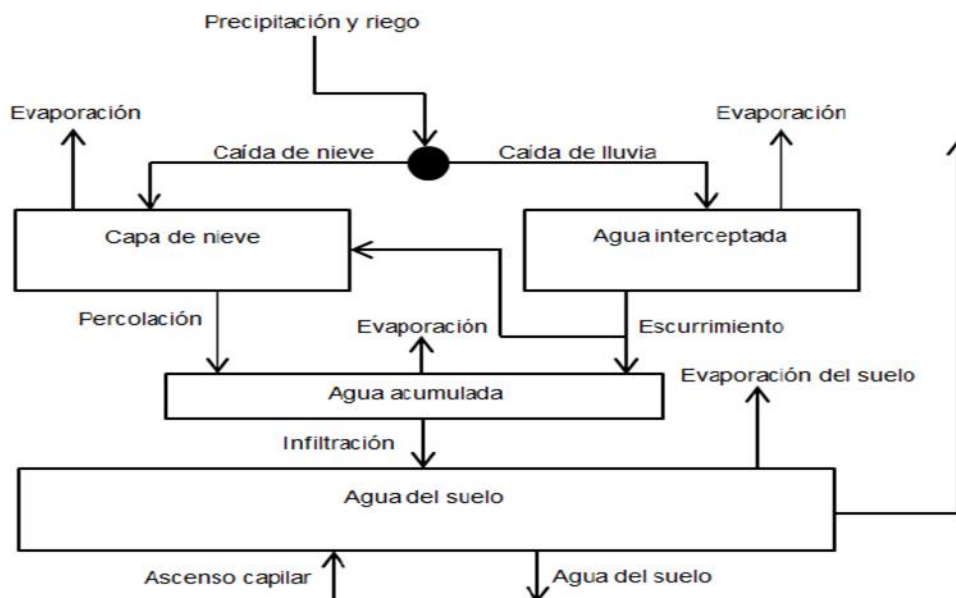 Precipitación y riego
Evaporación
Evaporación
Caída de nieve
Caída de lluvia
Capa de nieve
Agua interceptada
Percolación
Evaporación
Escurrimiento
Evaporación del suelo
Agua acumulada
Infiltración
Agua del suelo
Ascenso capilar
Agua del suelo